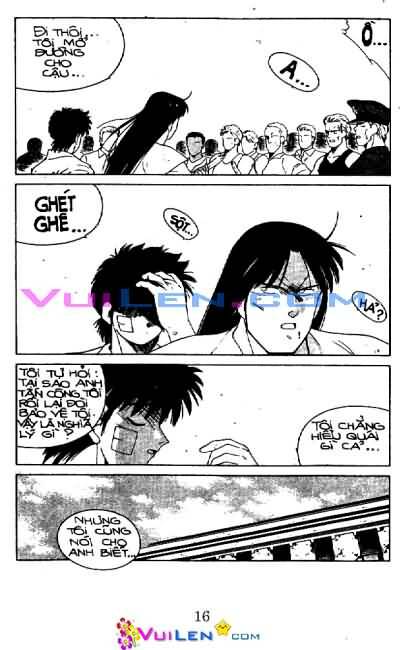 ĐI THÔI...
TÔI MỞ
ĐƯỜNG
CHO
CẬU...
A...
Ồ...
GHÉT
GHÊ...
SỘT...
HẢ?
VUILEN.COM
TÔI TỰ HỎI:
TẠI SAO ANH
TẤN CÔNG TÔI
RỒI LẠI ĐÒI
BẢO VỆ TÔI.
VẬY LÀ NGHĨA
LÝ GÌ?
TÔI CHẲNG
HIỂU QUÁI
GÌ CẢ...
NHƯNG
TÔI CŨNG
NÓI CHO
ANH BIẾT...
16
VUILEN.COM